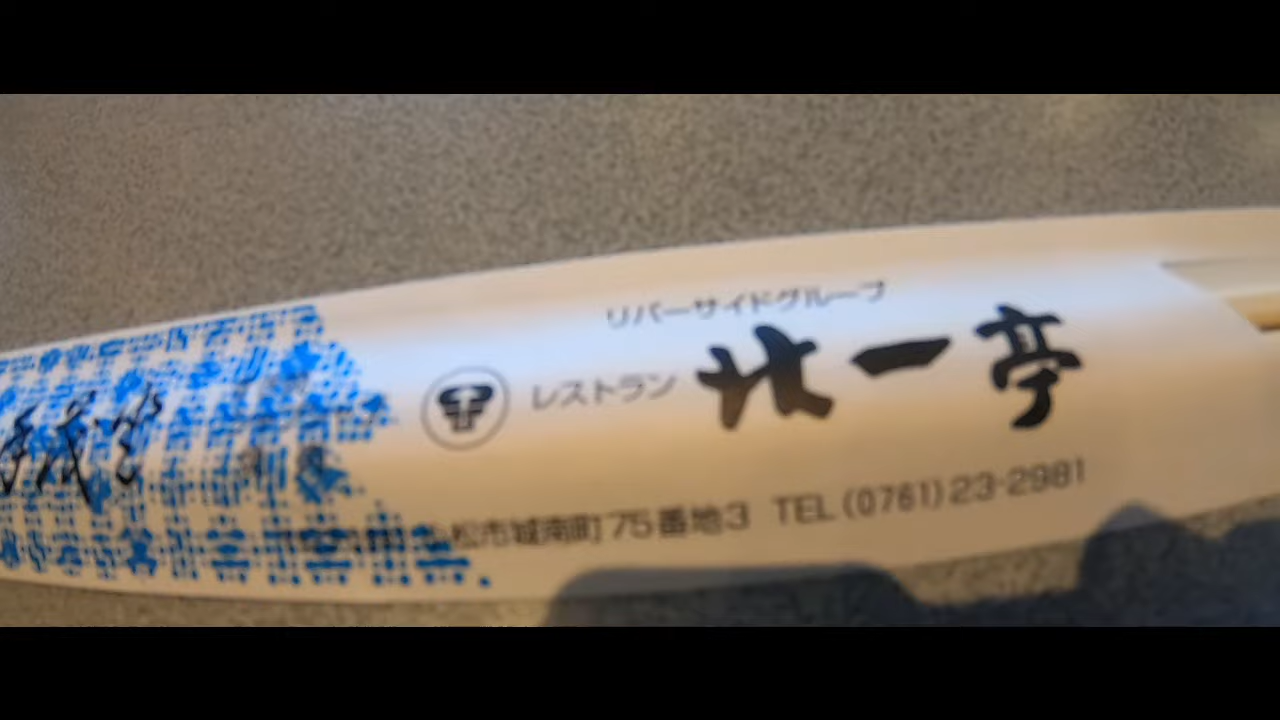 リバーサイドグループ
レストラン 北一亭
小松市城南町75番地3 TEL (0761) 23-2981